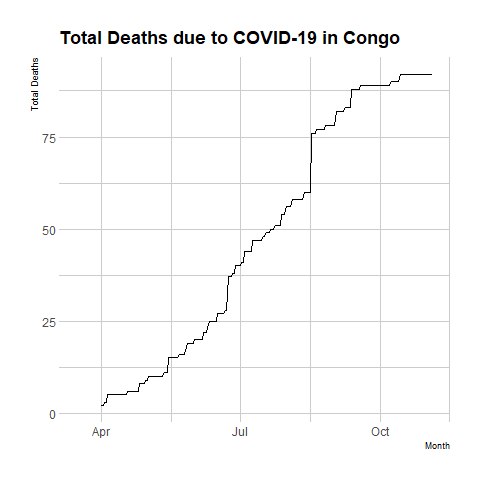 Total Deaths due to COVID-19 in Congo
Total Deaths
75
50
25
0
Apr Jul Oct
Month